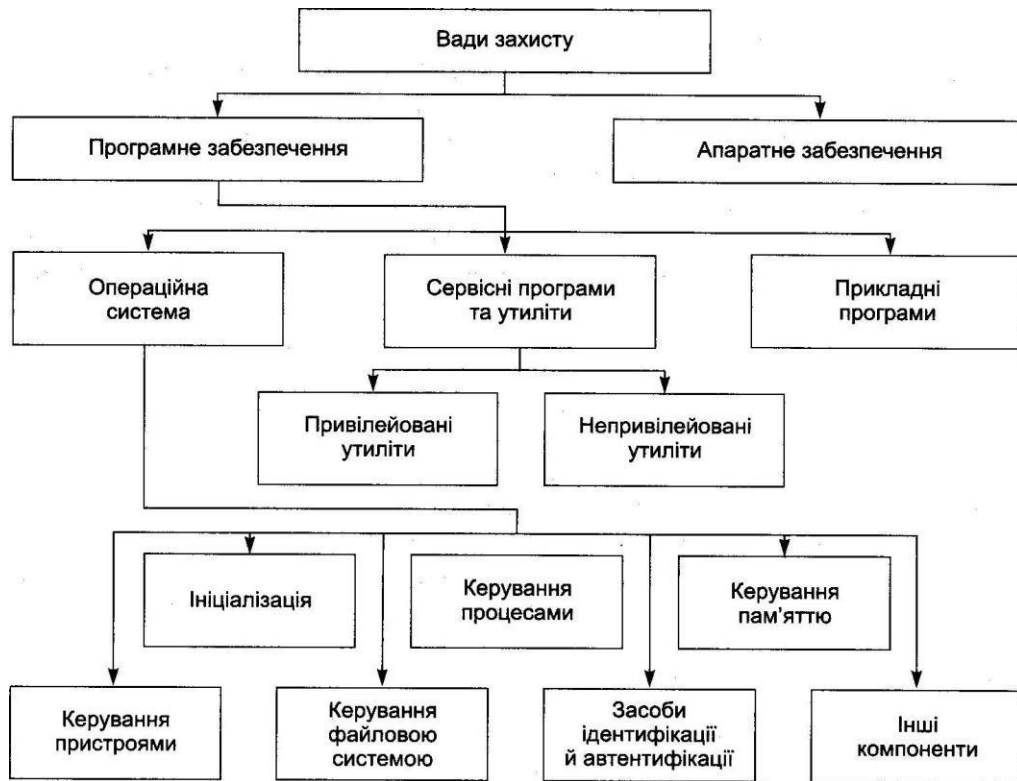 Вади захисту
Програмне забезпечення
Апаратне забезпечення
Операційна
система
Сервісні програми
та утиліти
Прикладні
програми
Привілейовані
утиліти
Непривілейовані
утиліти
Ініціалізація
Керування
процесами
Керування
пам'яттю
Керування
пристроями
Керування
файловою
системою
Засоби
ідентифікації
й автентифікації
Інші
компоненти